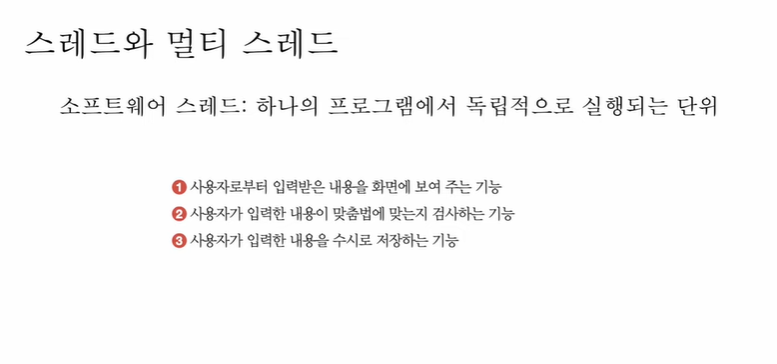 스레드와 멀티 스레드
소프트웨어 스레드: 하나의 프로그램에서 독립적으로 실행되는 단위
1 사용자로부터 입력받은 내용을 화면에 보여 주는 기능
2 사용자가 입력한 내용이 맞춤법에 맞는지 검사하는 기능
3 사용자가 입력한 내용을 수시로 저장하는 기능